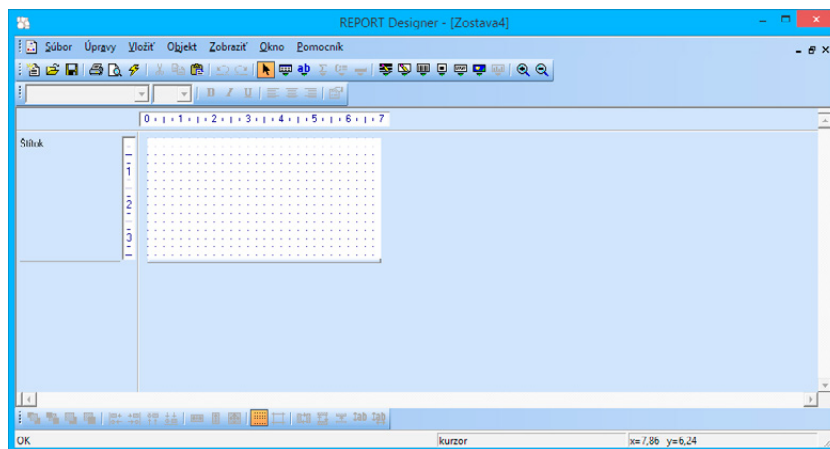 REPORT Designer - [Zostava4]
Súbor Úpravy Vložiť Objekt Zobraziť Okno Pomocník
B I U
0 1 2 3 4 5 6 7
Štítok
1
2
3
OK kurzor x=7,86 y=6,24